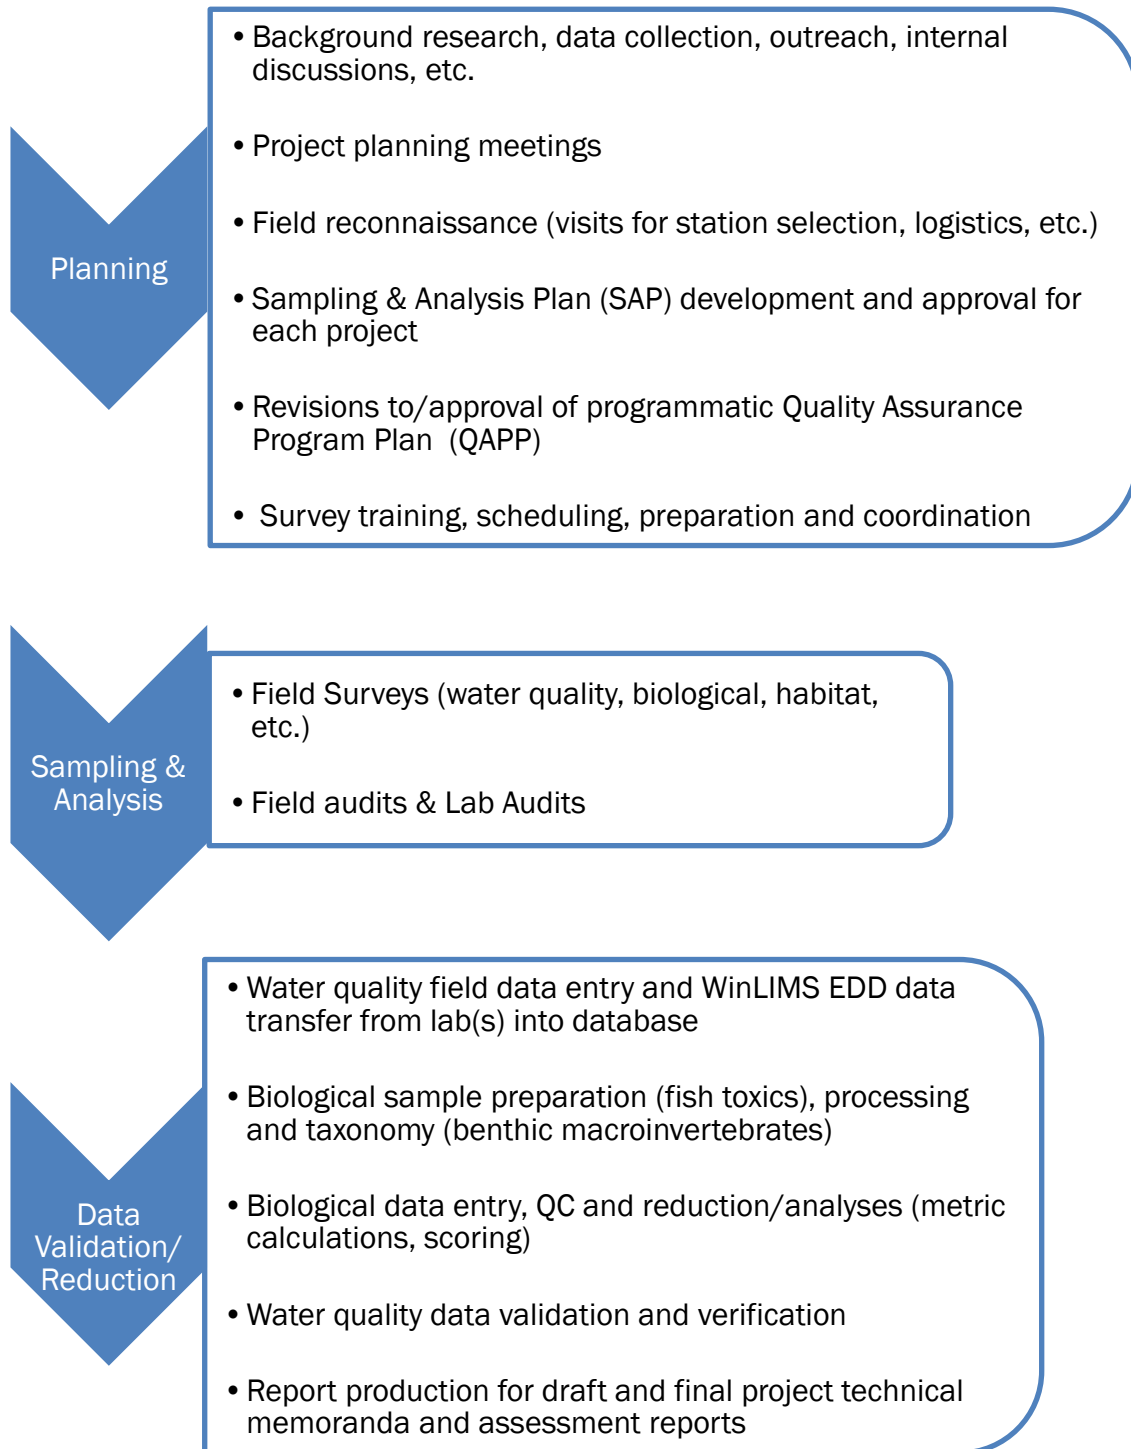 Planning
• Background research, data collection, outreach, internal
discussions, etc.
• Project planning meetings
• Field reconnaissance (visits for station selection, logistics, etc.)
• Sampling & Analysis Plan (SAP) development and approval for
each project
• Revisions to/approval of programmatic Quality Assurance
Program Plan  (QAPP)
• Survey training, scheduling, preparation and coordination
Sampling &
Analysis
• Field Surveys (water quality, biological, habitat,
etc.)
• Field audits & Lab Audits
Data
Validation/
Reduction
• Water quality field data entry and WinLIMS EDD data
transfer from lab(s) into database
• Biological sample preparation (fish toxics), processing
and taxonomy (benthic macroinvertebrates)
• Biological data entry, QC and reduction/analyses (metric
calculations, scoring)
• Water quality data validation and verification
• Report production for draft and final project technical
memoranda and assessment reports